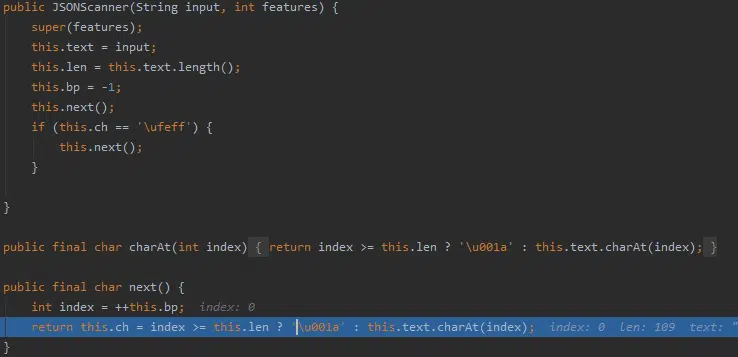 public JSONScanner(String input, int features) {
super(features);
this.text = input;
this.len = this.text.length();
this.bp = -1;
this.next();
if (this.ch == '\ufeff') {
this.next();
}
}
public final char charAt(int index) { return index >= this.len ? '\u001a' : this.text.charAt(index); }
public final char next() {
int index = ++this.bp; index: 0
return this.ch = index >= this.len ? '\u001a' : this.text.charAt(index); index: 0 len: 109 text: "
}